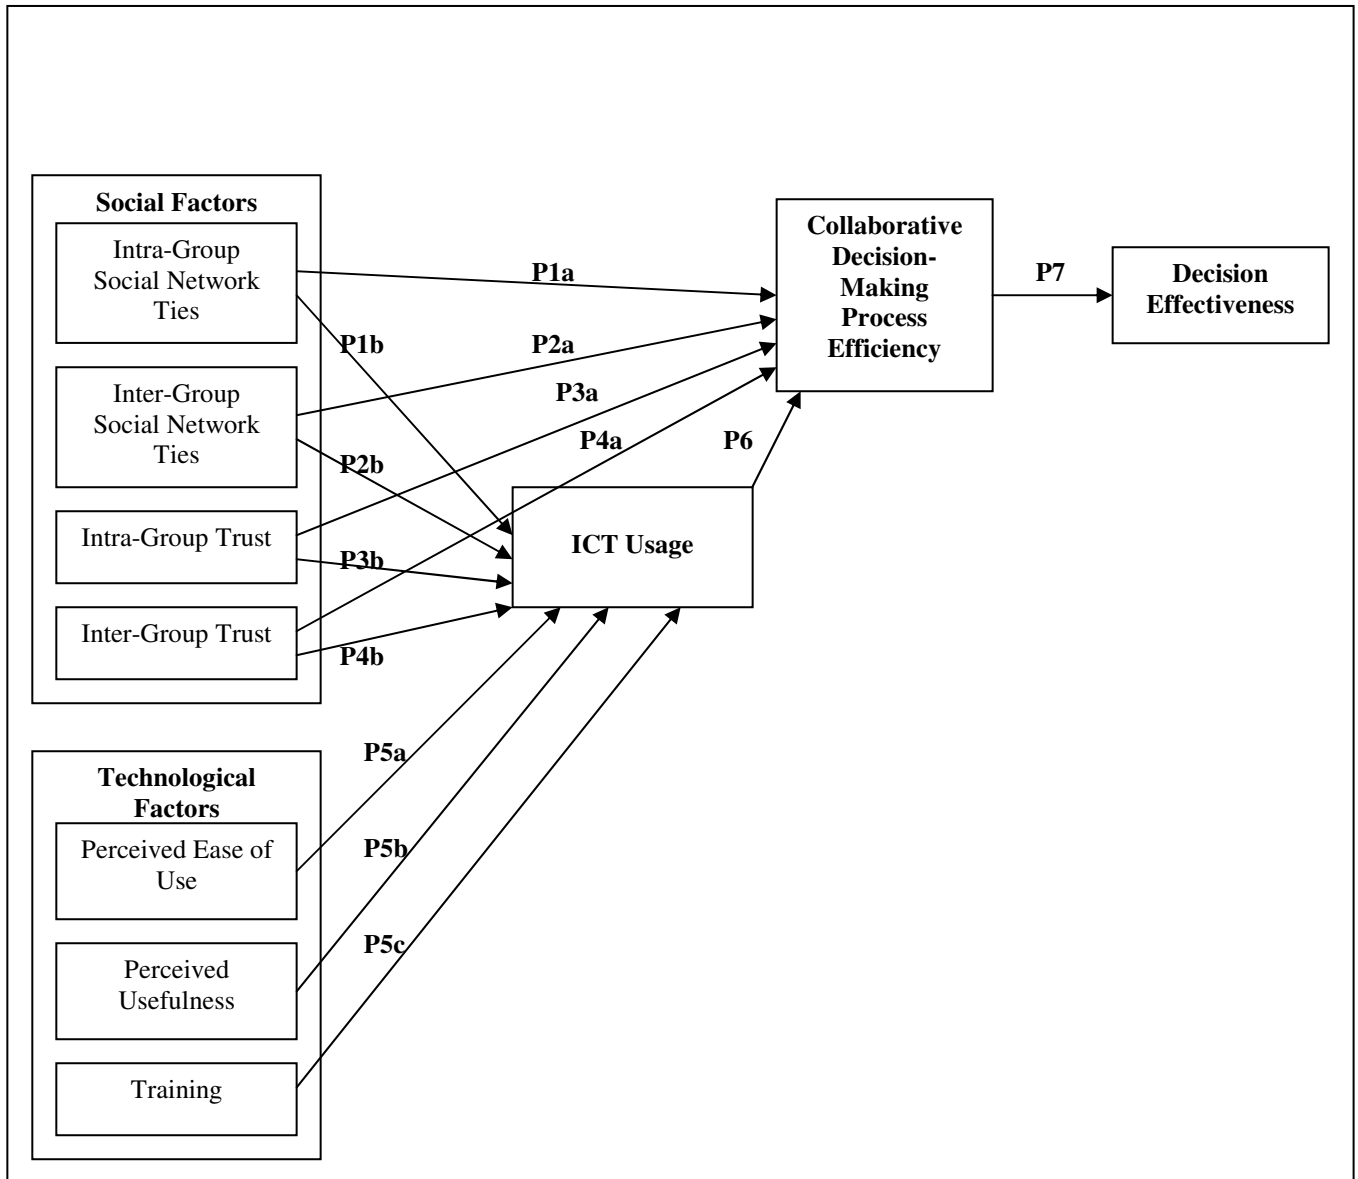 Social Factors
Intra-Group
Social Network
Ties
Inter-Group
Social Network
Ties
Intra-Group Trust
Inter-Group Trust
Technological
Factors
Perceived Ease of
Use
Perceived
Usefulness
Training
P1a
P1b
P2a
P2b
P3a
P3b
P4a
P4b
P5a
P5b
P5c
ICT Usage
P6
Collaborative
Decision-
Making
Process
Efficiency
P7
Decision
Effectiveness